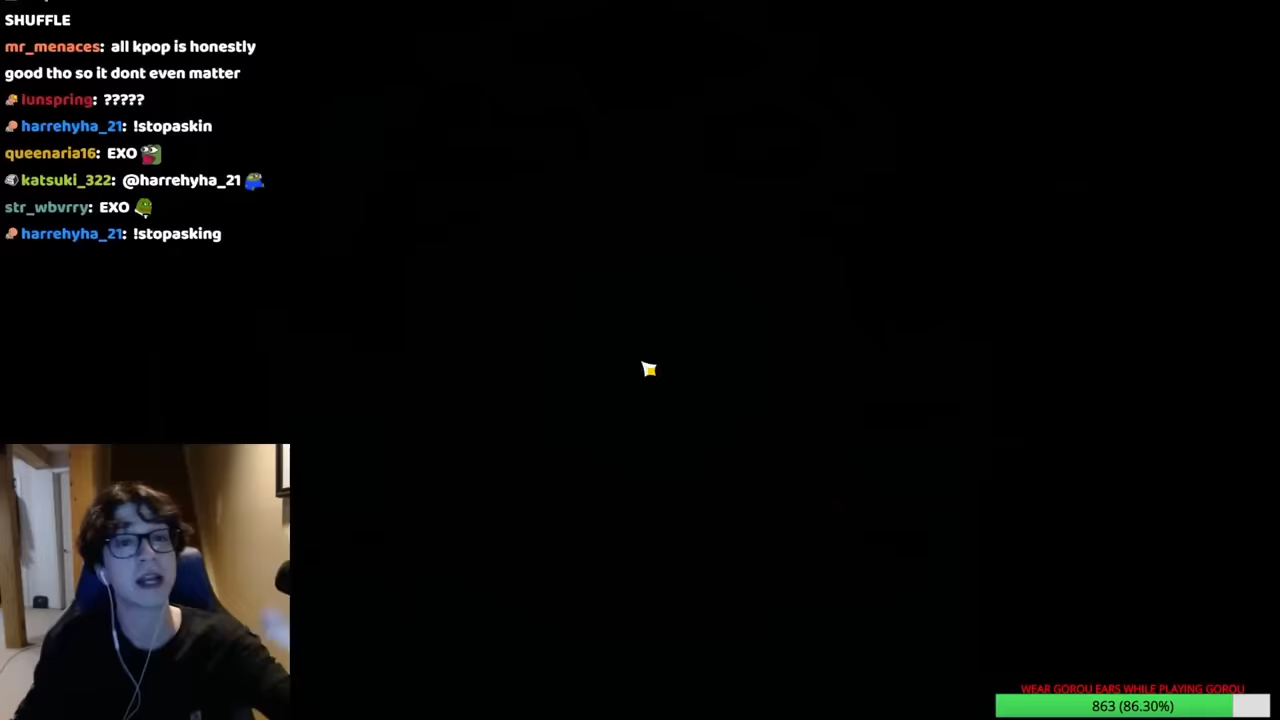 SHUFFLE
mr_menaces: all kpop is honestly
good tho so it dont even matter
lunspring: ?????
harrehyha_21: !stopaskin
queenaria16: EXO
katsuki_322: @harrehyha_21
str_wbvrry: EXO
harrehyha_21: !stopasking
WEAR GOROU EARS WHILE PLAYING GOROU
863 (86.30%)